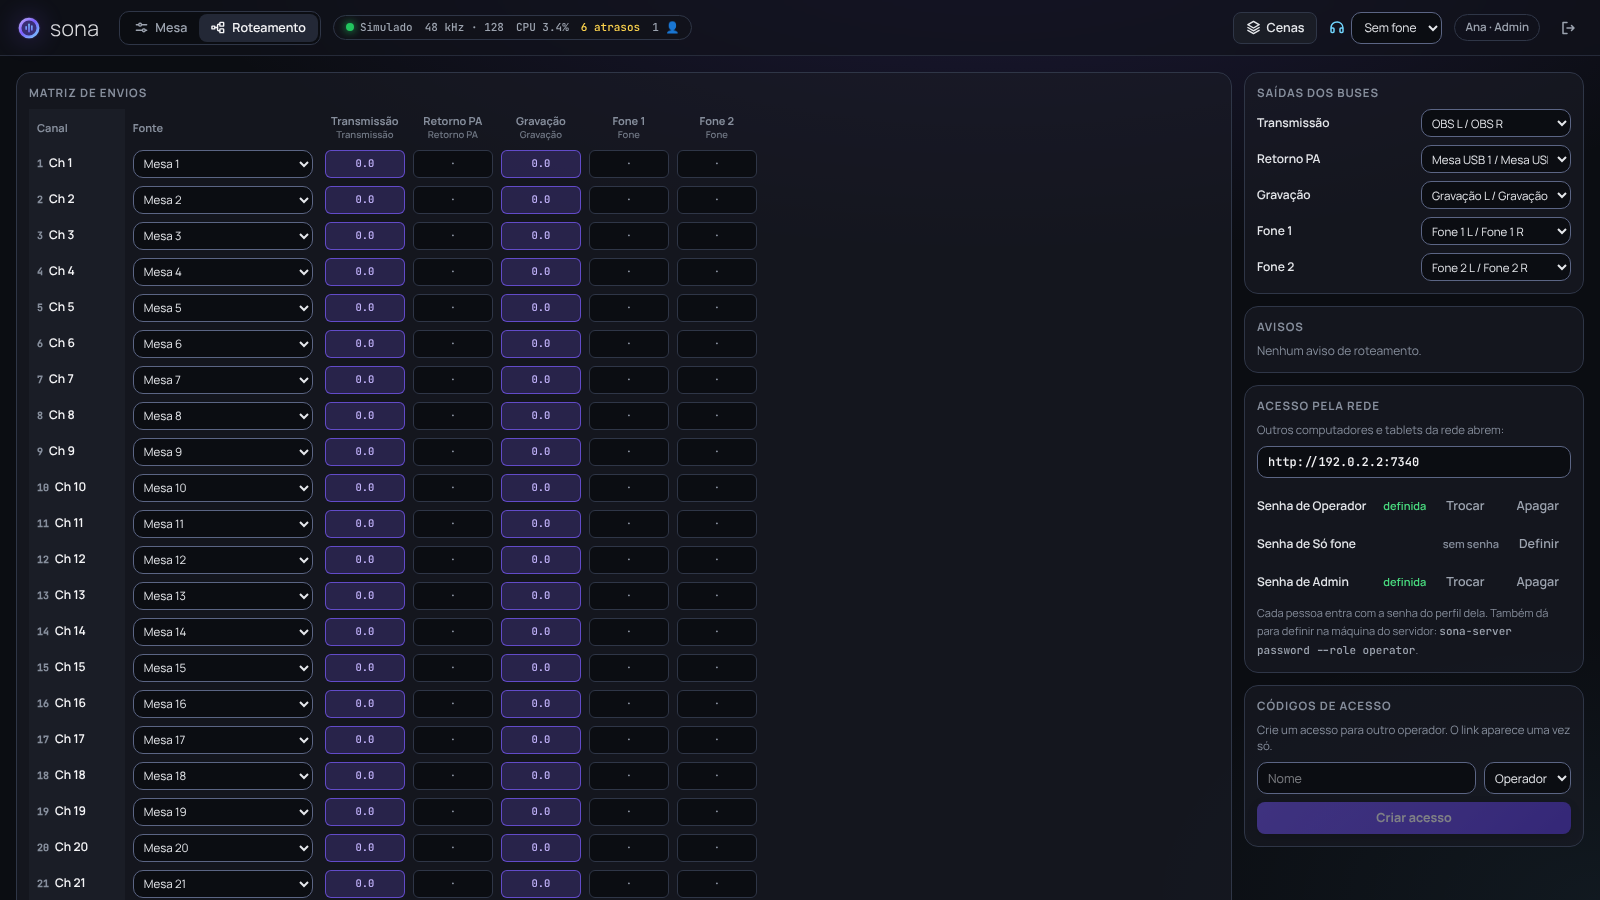 sona
Mesa
Roteamento
Simulado 48 kHz · 128 CPU 3.4% 6 atrasos 1
Cenas
Sem fone
Ana · Admin
MATRIZ DE ENVIOS
Canal Fonte Transmissão Retorno PA Gravação Fone 1 Fone 2
Transmissão Retorno PA Gravação Fone Fone
1 Ch 1 Mesa 1 0.0 - 0.0 - -
2 Ch 2 Mesa 2 0.0 - 0.0 - -
3 Ch 3 Mesa 3 0.0 - 0.0 - -
4 Ch 4 Mesa 4 0.0 - 0.0 - -
5 Ch 5 Mesa 5 0.0 - 0.0 - -
6 Ch 6 Mesa 6 0.0 - 0.0 - -
7 Ch 7 Mesa 7 0.0 - 0.0 - -
8 Ch 8 Mesa 8 0.0 - 0.0 - -
9 Ch 9 Mesa 9 0.0 - 0.0 - -
10 Ch 10 Mesa 10 0.0 - 0.0 - -
11 Ch 11 Mesa 11 0.0 - 0.0 - -
12 Ch 12 Mesa 12 0.0 - 0.0 - -
13 Ch 13 Mesa 13 0.0 - 0.0 - -
14 Ch 14 Mesa 14 0.0 - 0.0 - -
15 Ch 15 Mesa 15 0.0 - 0.0 - -
16 Ch 16 Mesa 16 0.0 - 0.0 - -
17 Ch 17 Mesa 17 0.0 - 0.0 - -
18 Ch 18 Mesa 18 0.0 - 0.0 - -
19 Ch 19 Mesa 19 0.0 - 0.0 - -
20 Ch 20 Mesa 20 0.0 - 0.0 - -
21 Ch 21 Mesa 21 0.0 - 0.0 - -
SAÍDAS DOS BUSES
Transmissão OBS L / OBS R
Retorno PA Mesa USB 1 / Mesa USI
Gravação Gravação L / Gravação
Fone 1 Fone 1 L / Fone 1 R
Fone 2 Fone 2 L / Fone 2 R
AVISOS
Nenhum aviso de roteamento.
ACESSO PELA REDE
Outros computadores e tablets da rede abrem:
http://192.0.2.2:7340
Senha de Operador definida Trocar Apagar
Senha de Só fone sem senha Definir
Senha de Admin definida Trocar Apagar
Cada pessoa entra com a senha do perfil dela. Também dá
para definir na máquina do servidor: sona-server
password --role operator.
CÓDIGOS DE ACESSO
Crie um acesso para outro operador. O link aparece uma vez
só.
Nome Operador
Criar acesso